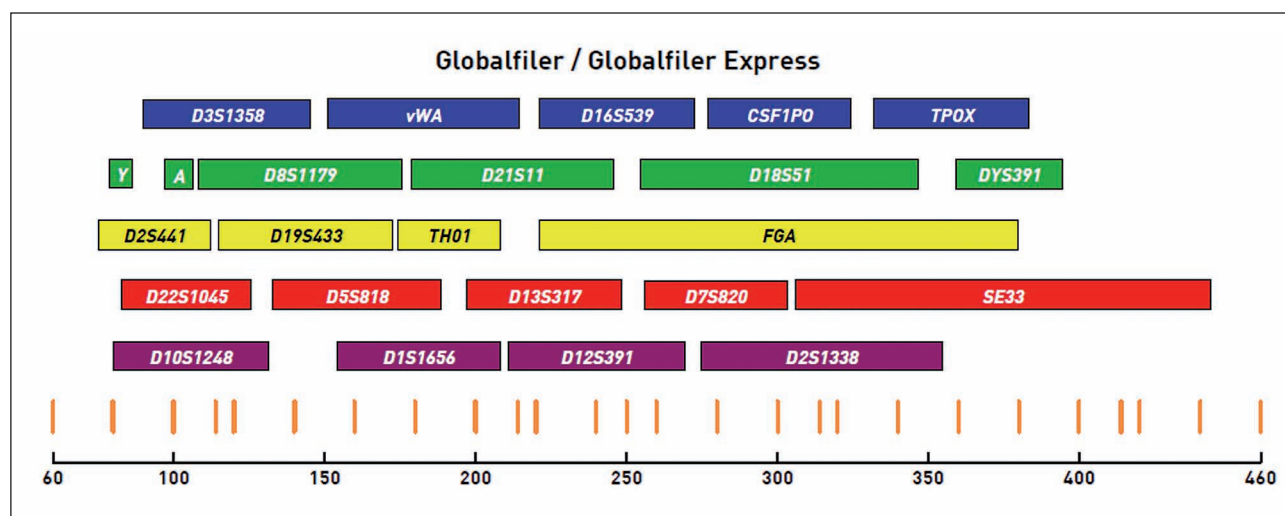 Globalfiler / Globalfiler Express
D3S1358 vWA D16S539 CSF1PO TPOX
Y A D8S1179 D21S11 D18S51 DYS391
D2S441 D19S433 TH01 FGA
D22S1045 D5S818 D13S317 D7S820 SE33
D10S1248 D1S1656 D12S391 D2S1338
60 100 150 200 250 300 350 400 460